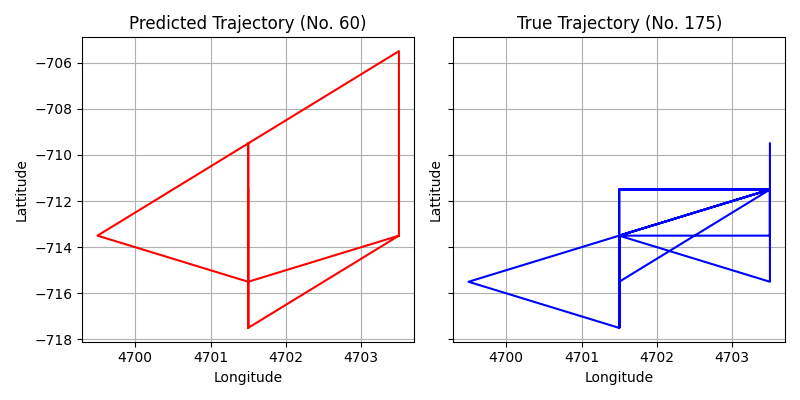 Predicted Trajectory (No. 60)
True Trajectory (No. 175)
−706
−708
−710
−712
−714
−716
−718
Lattitude
Lattitude
4700
4701
4702
4703
4700
4701
4702
4703
Longitude
Longitude